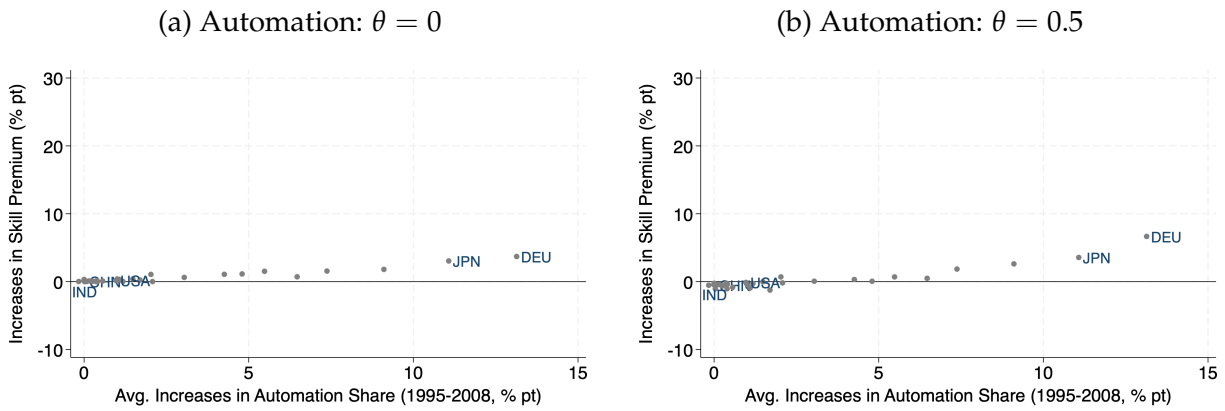 (a) Automation: θ = 0
30
20
10
0
-10
Increases in Skill Premium (% pt)
IND
CHN
USA
JPN
DEU
0
5
10
15
Avg. Increases in Automation Share (1995-2008, % pt)
(b) Automation: θ = 0.5
30
20
10
0
-10
Increases in Skill Premium (% pt)
IND
CHN
USA
JPN
DEU
0
5
10
15
Avg. Increases in Automation Share (1995-2008, % pt)